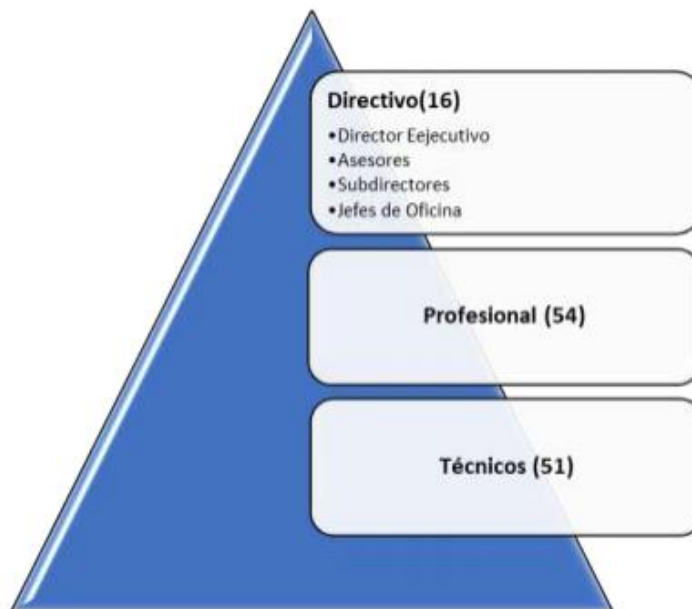 Directivo(16)
•Director Eejecutivo
•Asesores
•Subdirectores
•Jefes de Oficina
Profesional (54)
Técnicos (51)